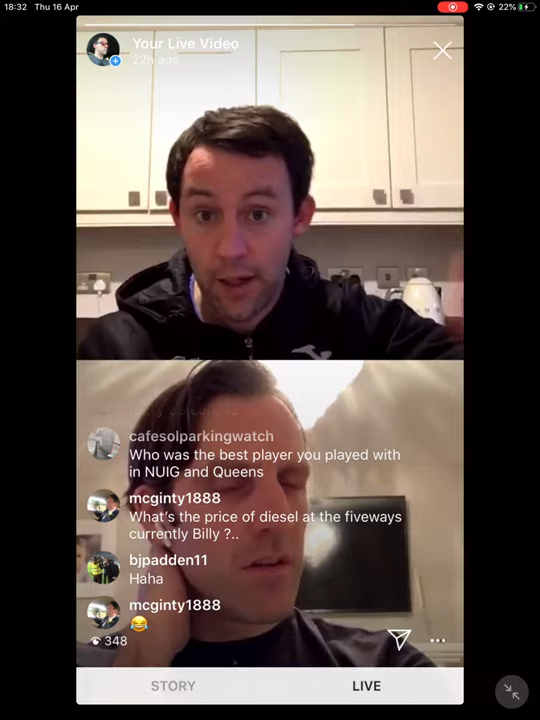 18:32 Thu 16 Apr
22%
Your Live Video
22h ago
cafesolparkingwatch
Who was the best player you played with
in NUIG and Queens
mcginty1888
What's the price of diesel at the fiveways
currently Billy ?..
bjpadden11
Haha
mcginty1888
😂
348
STORY
LIVE